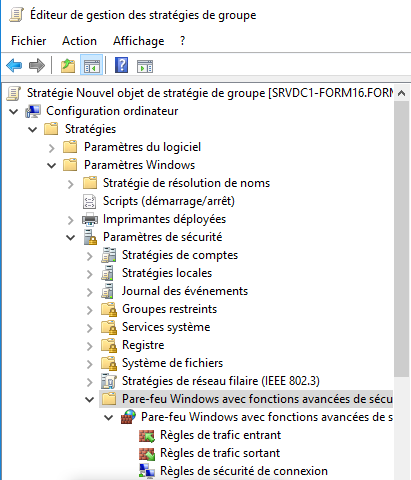 Éditeur de gestion des stratégies de groupe
Fichier Action Affichage ?
Stratégie Nouvel objet de stratégie de groupe [SRVDC1-FORM16.FORM
Configuration ordinateur
Stratégies
Paramètres du logiciel
Paramètres Windows
Stratégie de résolution de noms
Scripts (démarrage/arrêt)
Imprimantes déployées
Paramètres de sécurité
Stratégies de comptes
Stratégies locales
Journal des événements
Groupes restreints
Services système
Registre
Système de fichiers
Stratégies de réseau filaire (IEEE 802.3)
Pare-feu Windows avec fonctions avancées de sécu
Pare-feu Windows avec fonctions avancées de s
Règles de trafic entrant
Règles de trafic sortant
Règles de sécurité de connexion